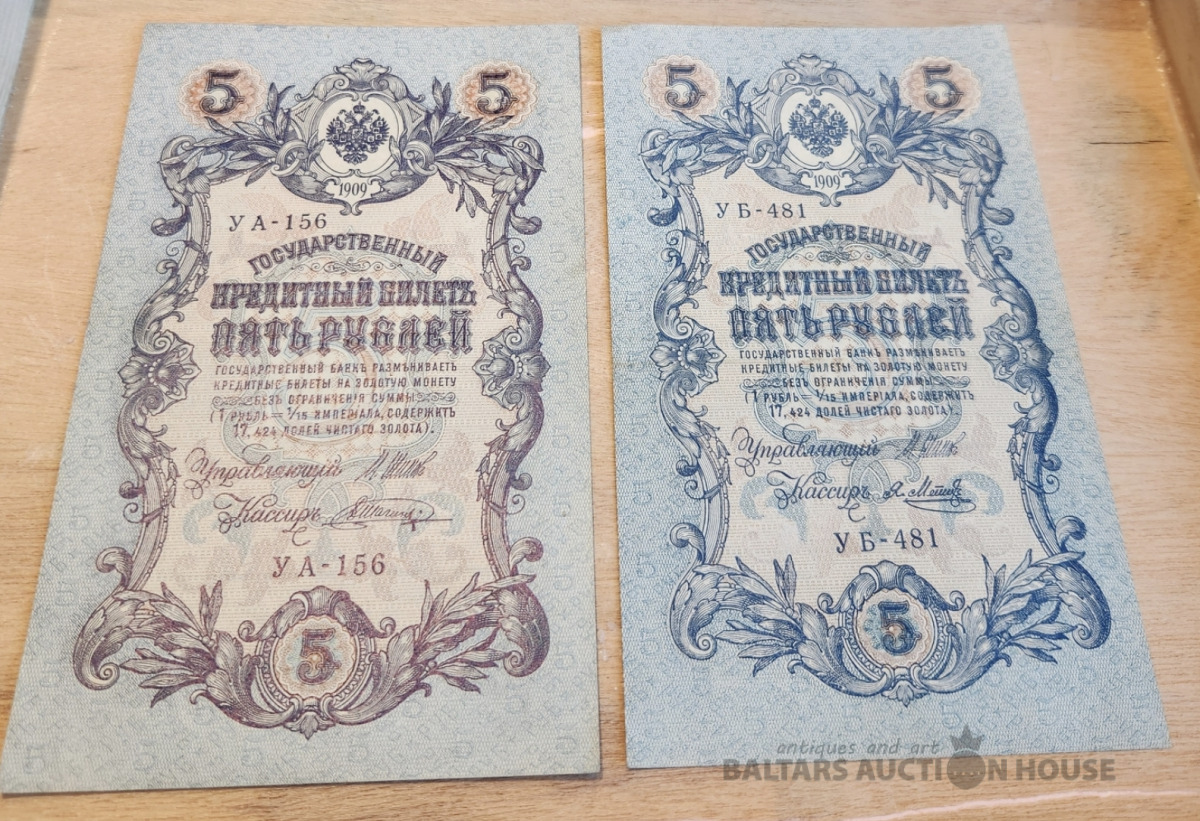 5 5
1909
УА-156
ГОСУДАРСТВЕННЫЙ
КРЕДИТНЫЙ БИЛЕТЪ
ПЯТЬ РУБЛЕЙ
ГОСУДАРСТВЕННЫЙ БАНКЪ РАЗМѢНИВАЕТЪ
КРЕДИТНЫЕ БИЛЕТЫ НА ЗОЛОТУЮ МОНЕТУ
БЕЗЪ ОГРАНИЧЕНІЯ СУММЫ
(1 РУБЛЬ = 1/15 ИМПЕРІАЛА, СОДЕРЖИТЪ
17,424 ДОЛЕЙ ЧИСТАГО ЗОЛОТА).
Управляющій
Кассиръ
УА-156
5
5 5
1909
УБ-481
ГОСУДАРСТВЕННЫЙ
КРЕДИТНЫЙ БИЛЕТЪ
ПЯТЬ РУБЛЕЙ
ГОСУДАРСТВЕННЫЙ БАНКЪ РАЗМѢНИВАЕТЪ
КРЕДИТНЫЕ БИЛЕТЫ НА ЗОЛОТУЮ МОНЕТУ
БЕЗЪ ОГРАНИЧЕНІЯ СУММЫ
(1 РУБЛЬ = 1/15 ИМПЕРІАЛА, СОДЕРЖИТЪ
17,424 ДОЛЕЙ ЧИСТАГО ЗОЛОТА).
Управляющій
Кассиръ
УБ-481
5
antiques and art
BALTARS AUCTION HOUSE